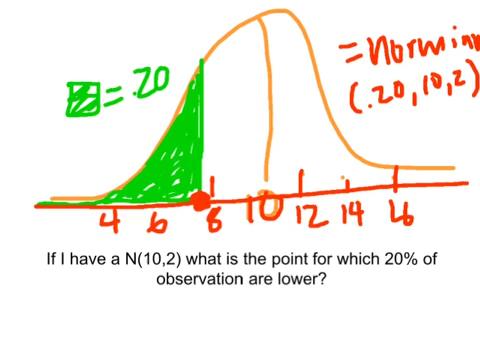 = .20
= normin
(.20, 10, 2)
4 6 8 10 12 14 16
If I have a N(10,2) what is the point for which 20% of
observation are lower?